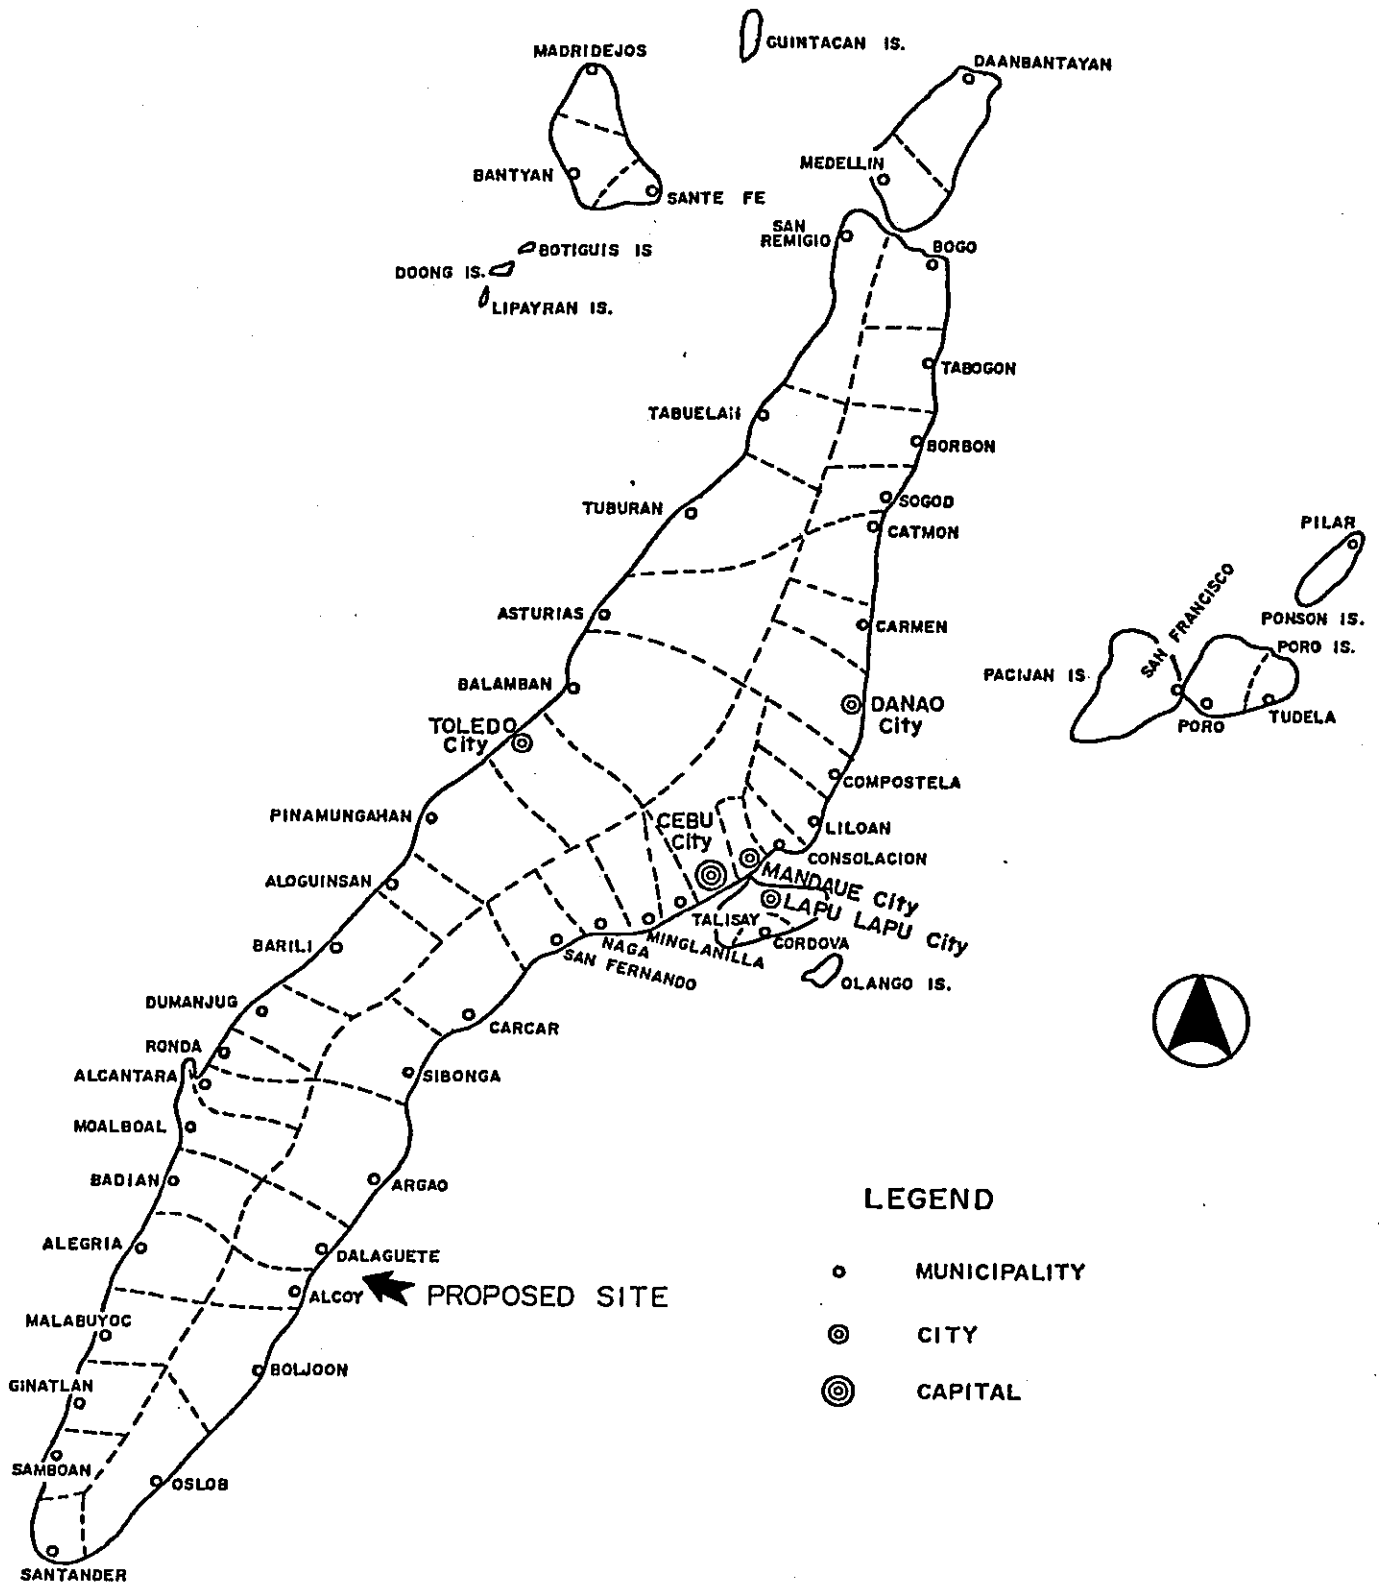 GUINTACAN IS.
MADRIDEJOS
DAANBANTAYAN
MEDELLIN
BANTYAN
SANTE FE
SAN
REMIGIO
BOGO
BOTIGUIS IS
DOONG IS.
LIPAYRAN IS.
TABOGON
TABUELAH
BORBON
SOGOD
TUBURAN
CATMON
PILAR
ASTURIAS
CARMEN
SAN FRANCISCO
PONSON IS.
PORO IS.
PACIJAN IS
BALAMBAN
DANAO
City
TUDELA
PORO
TOLEDO
City
COMPOSTELA
PINAMUNGAHAN
CEBU
City
LILOAN
CONSOLACION
MANDAUE City
ALOGUINSAN
LAPU LAPU City
TALISAY
CORDOVA
BARILI
NAGA
MINGLANILLA
SAN FERNANDO
OLANGO IS.
DUMANJUG
CARCAR
RONDA
ALCANTARA
SIBONGA
MOALBOAL
BADIAN
ARGAO
LEGEND
ALEGRIA
DALAGUETE
MUNICIPALITY
ALCOY
PROPOSED SITE
MALABUYOC
CITY
BOLJOON
GINATLAN
CAPITAL
SAMBOAN
OSLOB
SANTANDER